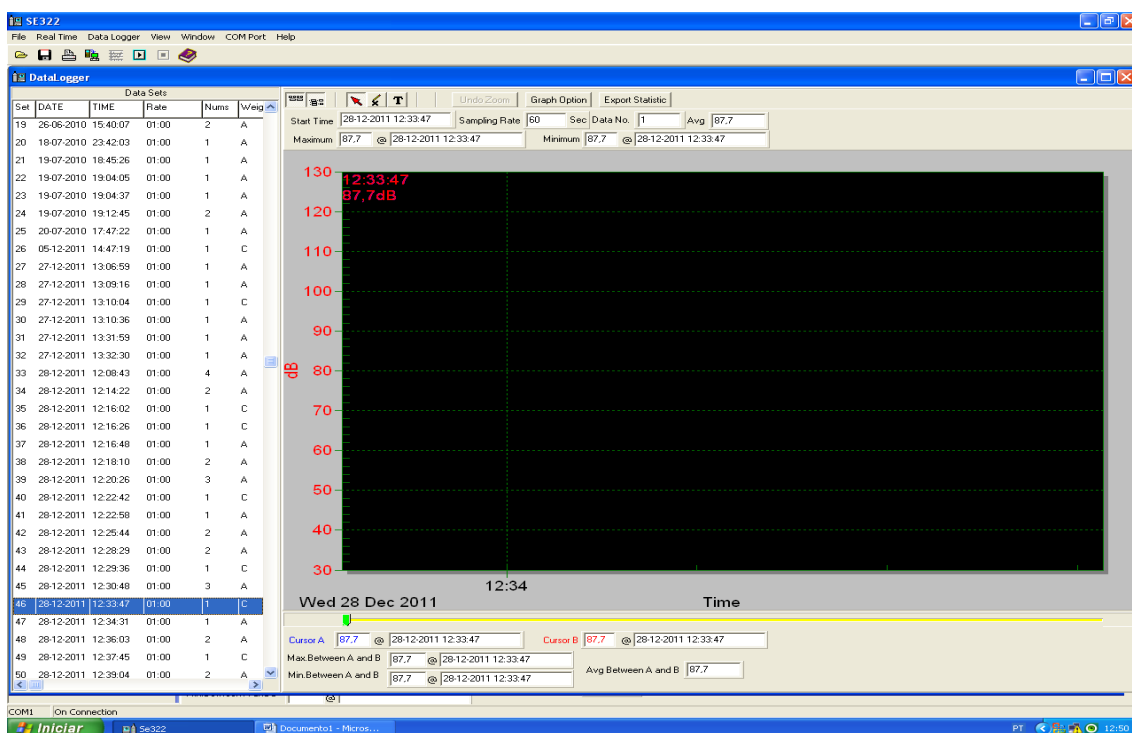 SE322
File Real Time Data Logger View Window COM Port Help
DataLogger
Data Sets
Set DATE TIME Rate Nums Weig
19 26-06-2010 15:40:07 01:00 2 A
20 18-07-2010 23:42:03 01:00 1 A
21 19-07-2010 18:45:26 01:00 1 A
22 19-07-2010 19:04:05 01:00 1 A
23 19-07-2010 19:04:37 01:00 1 A
24 19-07-2010 19:12:45 01:00 2 A
25 20-07-2010 17:47:22 01:00 1 A
26 05-12-2011 14:47:19 01:00 1 C
27 27-12-2011 13:06:59 01:00 1 A
28 27-12-2011 13:09:16 01:00 1 A
29 27-12-2011 13:10:04 01:00 1 C
30 27-12-2011 13:10:36 01:00 1 A
31 27-12-2011 13:31:59 01:00 1 A
32 27-12-2011 13:32:30 01:00 1 A
33 28-12-2011 12:08:43 01:00 4 A
34 28-12-2011 12:14:22 01:00 2 A
35 28-12-2011 12:16:02 01:00 1 C
36 28-12-2011 12:16:26 01:00 1 C
37 28-12-2011 12:16:48 01:00 1 A
38 28-12-2011 12:18:10 01:00 2 A
39 28-12-2011 12:20:26 01:00 3 A
40 28-12-2011 12:22:42 01:00 1 C
41 28-12-2011 12:22:58 01:00 1 A
42 28-12-2011 12:25:44 01:00 2 A
43 28-12-2011 12:28:29 01:00 2 A
44 28-12-2011 12:29:36 01:00 1 C
45 28-12-2011 12:30:48 01:00 3 A
46 28-12-2011 12:33:47 01:00 1 C
47 28-12-2011 12:34:31 01:00 1 A
48 28-12-2011 12:36:03 01:00 2 A
49 28-12-2011 12:37:45 01:00 1 C
50 28-12-2011 12:39:04 01:00 2 A
T Undo Zoom Graph Option Export Statistic
Start Time 28-12-2011 12:33:47 Sampling Rate 60 Sec Data No. 1 Avg 87,7
Maximum 87,7 @ 28-12-2011 12:33:47 Minimum 87,7 @ 28-12-2011 12:33:47
12:33:47
87,7dB
130
120
110
100
90
80
70
60
50
40
30
dB
12:34
Wed 28 Dec 2011 Time
Cursor A 87,7 @ 28-12-2011 12:33:47 Cursor B 87,7 @ 28-12-2011 12:33:47
Max.Between A and B 87,7 @ 28-12-2011 12:33:47
Min.Between A and B 87,7 @ 28-12-2011 12:33:47
Avg Between A and B 87,7
@
COM1 On Connection
Iniciar Se322 Documento1 - Micros... PT 12:50